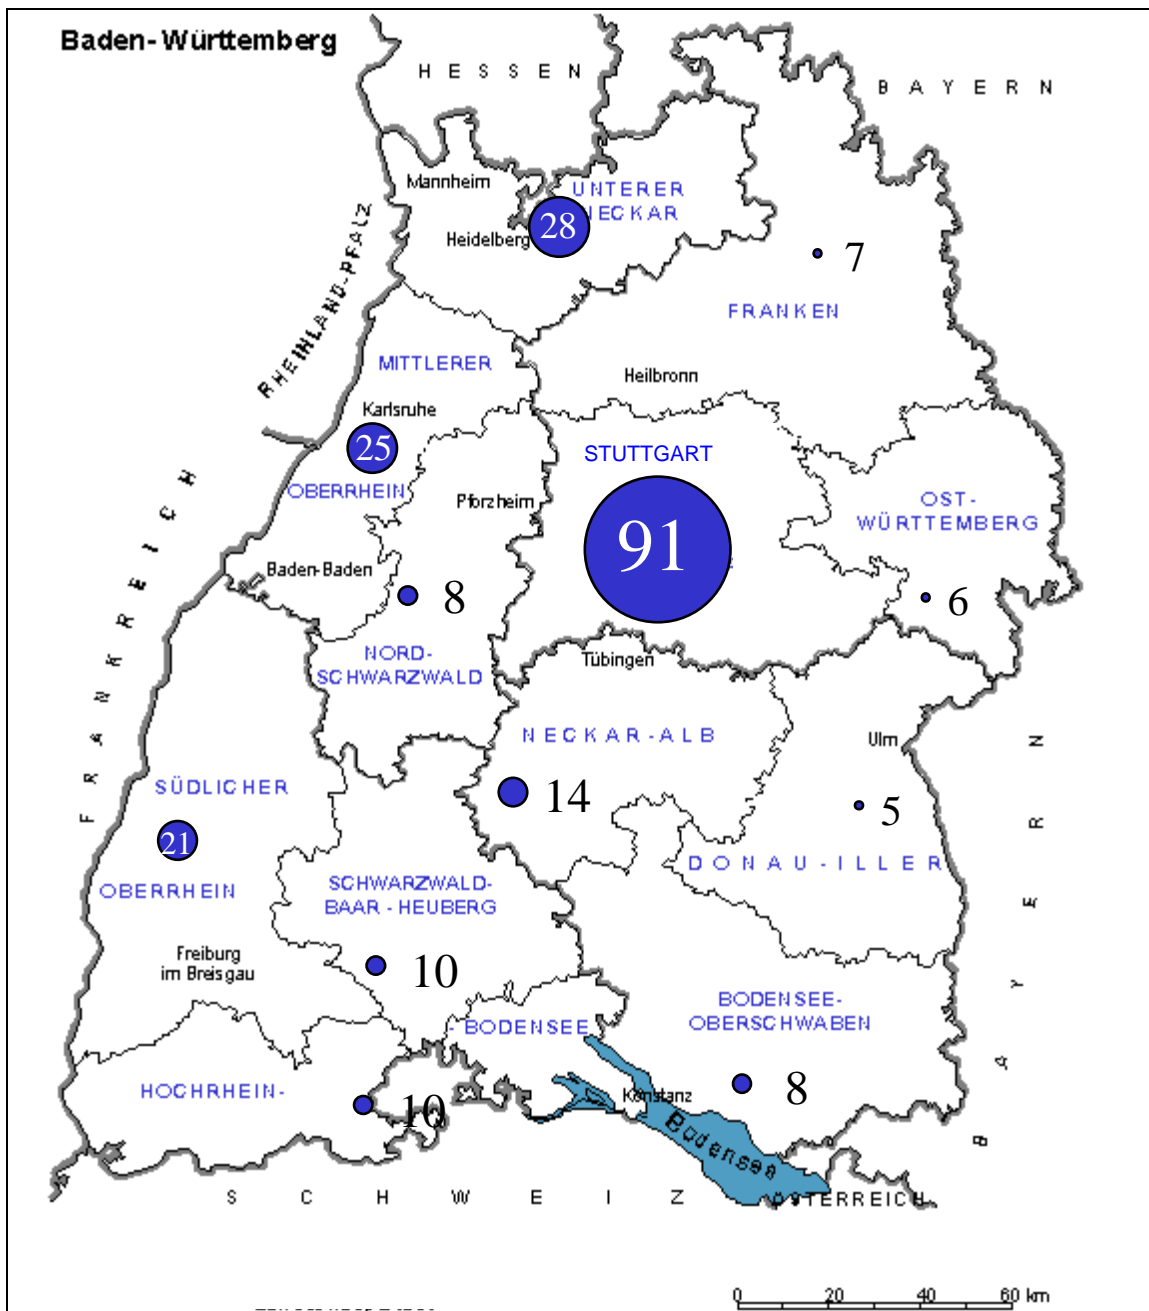 Baden-Württemberg
HESSEN
BAYERN
Mannheim
UNTERER
NECKAR
28
Heidelberg
7
RHEINLAND-PFALZ
FRANKEN
MITTLERER
Heilbronn
Karlsruhe
25
STUTTGART
OBERRHEIN
Pforzheim
OST-
WÜRTTEMBERG
91
FRANKREICH
Baden-Baden
8
6
NORD-
SCHWARZWALD
Tübingen
NECKAR-ALB
Ulm
SÜDLICHER
14
5
21
DONAU-ILLER
OBERRHEIN
SCHWARZWALD-
BAAR-HEUBERG
BAYERN
Freiburg
im Breisgau
10
BODENSEE-
OBERSCHWABEN
- BODENSEE
HOCHRHEIN-
10
Konstanz
8
Bodensee
SCHWEIZ
ÖSTERREICH
0 20 40 60 km